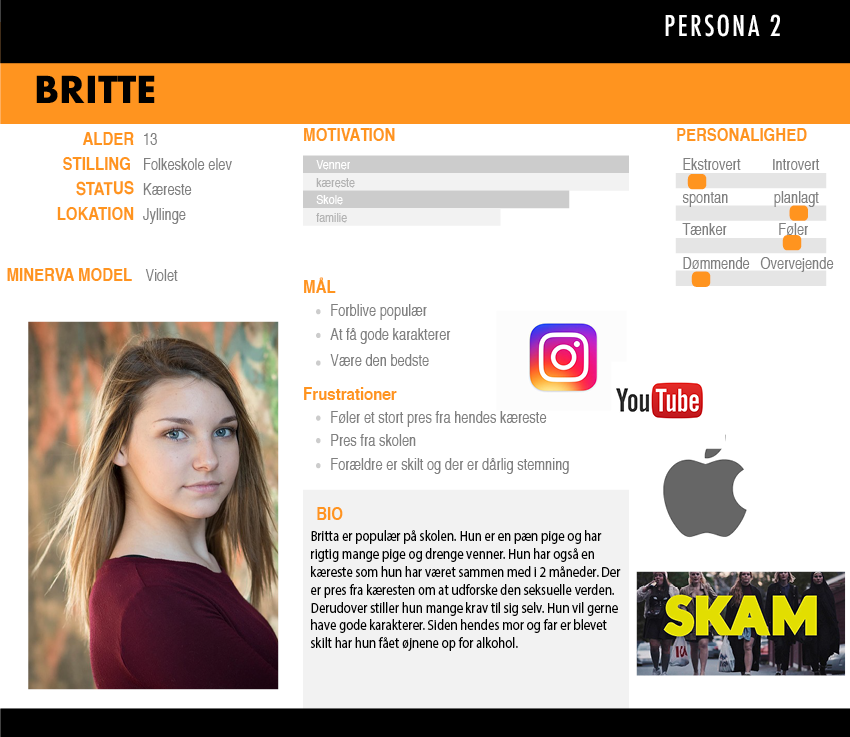 PERSONA 2
BRITTE
ALDER 13
STILLING Folkeskole elev
STATUS Kæreste
LOKATION Jyllinge
MINERVA MODEL Violet
MOTIVATION
Venner
kæreste
Skole
familie
MÅL
Forblive populær
At få gode karakterer
Være den bedste
Frustrationer
Føler et stort pres fra hendes kæreste
Pres fra skolen
Forældre er skilt og der er dårlig stemning
BIO
Britta er populær på skolen. Hun er en pæn pige og har
rigtig mange pige og drenge venner. Hun har også en
kæreste som hun har været sammen med i 2 måneder. Der
er pres fra kæresten om at udforske den seksuelle verden.
Derudover stiller hun mange krav til sig selv. Hun vil gerne
have gode karakterer. Siden hendes mor og far er blevet
skilt har hun fået øjnene op for alkohol.
PERSONALIGHED
Ekstrovert Introvert
spontan planlagt
Tænker Føler
Dømmende Overvejende
YouTube
SKAM